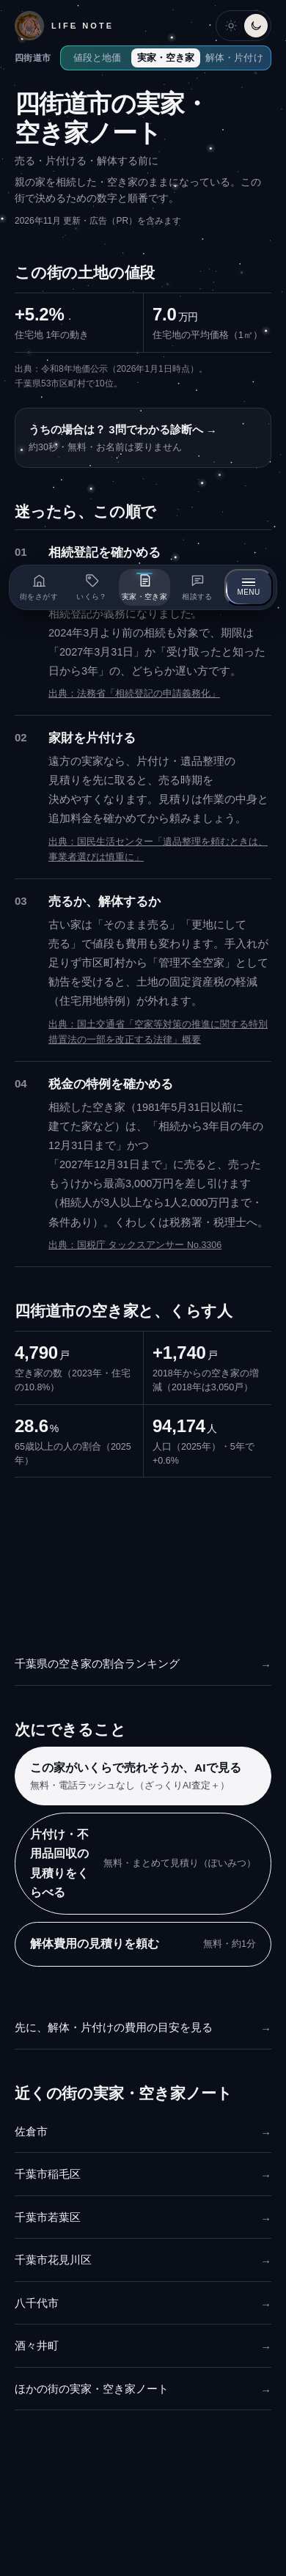 LIFE NOTE
四街道市 値段と地価 実家・空き家 解体・片付け
四街道市の実家・
空き家ノート
売る・片付ける・解体する前に
親の家を相続した・空き家のままになっている。この
街で決めるための数字と順番です。
2026年11月 更新・広告（PR）を含みます
この街の土地の値段
+5.2% .
住宅地 1年の動き
7.0 万円
住宅地の平均価格（1㎡）
出典：令和8年地価公示（2026年1月1日時点）。
千葉県53市区町村で10位。
うちの場合は？ 3問でわかる診断へ →
約30秒・無料・お名前は要りません
迷ったら、この順で
01 相続登記を確かめる
街をさがす いくら？ 実家・空き家 相談する MENU
相続登記が義務になりました。
2024年3月より前の相続も対象で、期限は
「2027年3月31日」か「受け取ったと知った
日から3年」の、どちらか遅い方です。
出典：法務省「相続登記の申請義務化」
02 家財を片付ける
遠方の実家なら、片付け・遺品整理の
見積りを先に取ると、売る時期を
決めやすくなります。見積りは作業の中身と
追加料金を確かめてから頼みましょう。
出典：国民生活センター「遺品整理を頼むときは、
事業者選びは慎重に」
03 売るか、解体するか
古い家は「そのまま売る」「更地にして
売る」で値段も費用も変わります。手入れが
足りず市区町村から「管理不全空家」として
勧告を受けると、土地の固定資産税の軽減
（住宅用地特例）が外れます。
出典：国土交通省「空家等対策の推進に関する特別
措置法の一部を改正する法律」概要
04 税金の特例を確かめる
相続した空き家（1981年5月31日以前に
建てた家など）は、「相続から3年目の年の
12月31日まで」かつ
「2027年12月31日まで」に売ると、売った
もうけから最高3,000万円を差し引けます
（相続人が3人以上なら1人2,000万円まで・
条件あり）。くわしくは税務署・税理士へ。
出典：国税庁 タックスアンサー No.3306
四街道市の空き家と、くらす人
4,790 戸
空き家の数（2023年・住宅
の10.8%）
+1,740 戸
2018年からの空き家の増
減（2018年は3,050戸）
28.6 %
65歳以上の人の割合（2025
年）
94,174 人
人口（2025年）・5年で
+0.6%
千葉県の空き家の割合ランキング →
次にできること
この家がいくらで売れそうか、AIで見る
無料・電話ラッシュなし（ざっくりAI査定＋）
片付け・不
用品回収の
見積りをく
らべる
無料・まとめて見積り（ぽいみつ）
解体費用の見積りを頼む 無料・約1分
先に、解体・片付けの費用の目安を見る →
近くの街の実家・空き家ノート
佐倉市 →
千葉市稲毛区 →
千葉市若葉区 →
千葉市花見川区 →
八千代市 →
酒々井町 →
ほかの街の実家・空き家ノート →